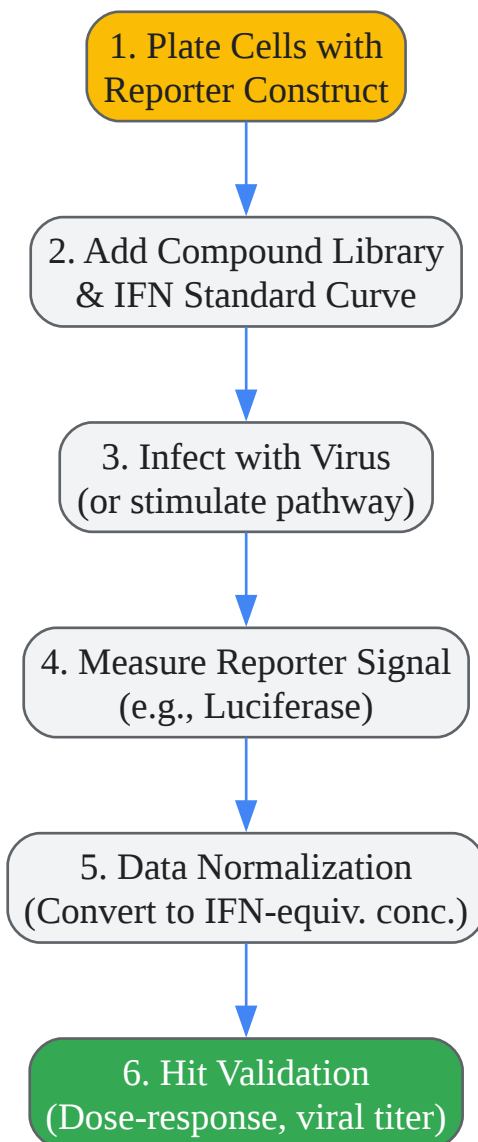 1. Plate Cells with
Reporter Construct
2. Add Compound Library
& IFN Standard Curve
3. Infect with Virus
(or stimulate pathway)
4. Measure Reporter Signal
(e.g., Luciferase)
5. Data Normalization
(Convert to IFN-equiv. conc.)
6. Hit Validation
(Dose-response, viral titer)